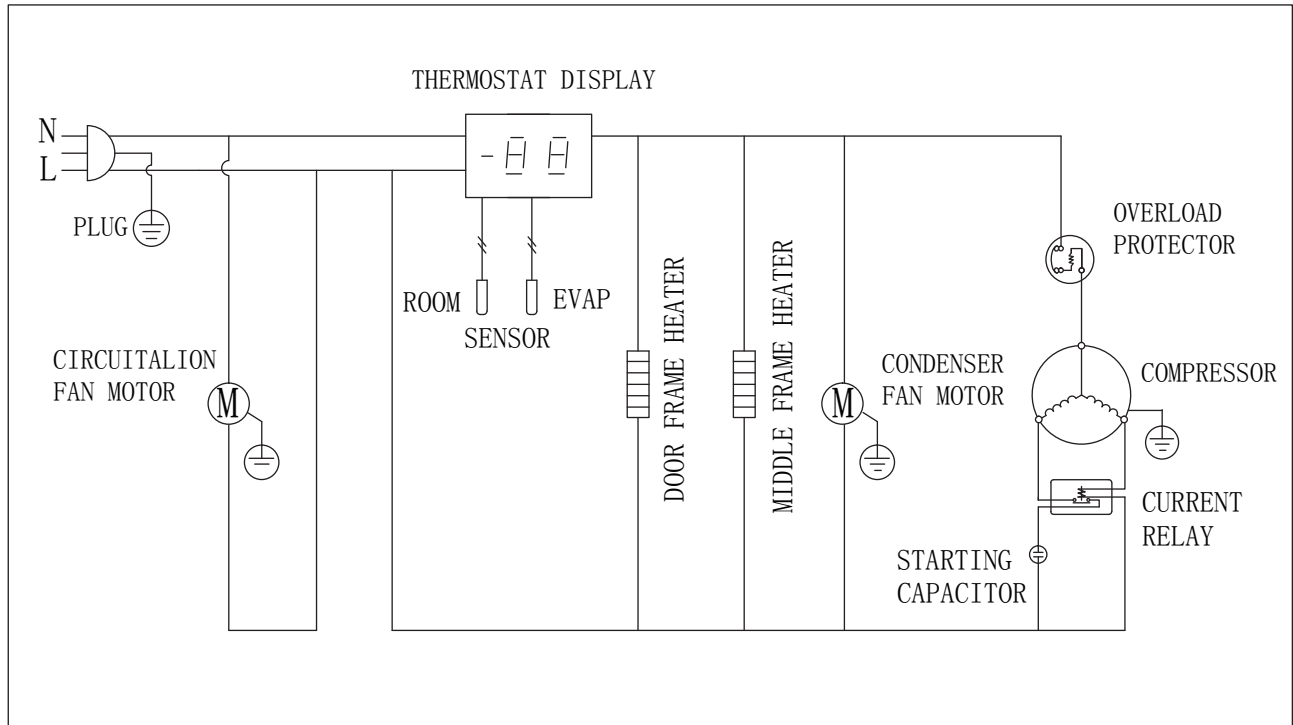 THERMOSTAT DISPLAY
N
L
PLUG
ROOM
EVAP
SENSOR
CIRCUITALION
FAN MOTOR
M
DOOR FRAME HEATER
MIDDLE FRAME HEATER
CONDENSER
FAN MOTOR
M
OVERLOAD
PROTECTOR
COMPRESSOR
CURRENT
RELAY
STARTING
CAPACITOR